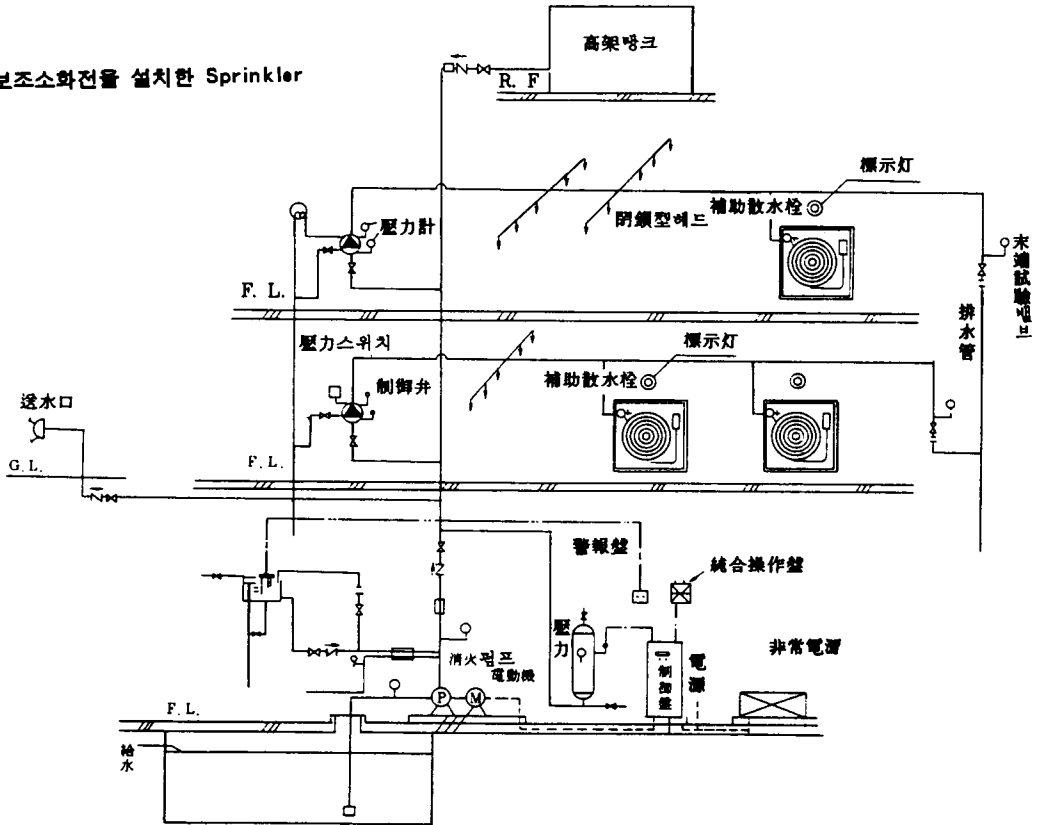 보조소화전을 설치한 Sprinkler
高架탱크
R. F
標示灯
補助散水栓
閉鎖型헤드
壓力計
末端試驗밸브
F. L.
排水管
壓力스위치
標示灯
制御弁
補助散水栓
送水口
G. L.
F. L.
警報盤
統合操作盤
壓力
非常電源
消火펌프
電動機
制御盤
電源
P
M
F. L.
給水